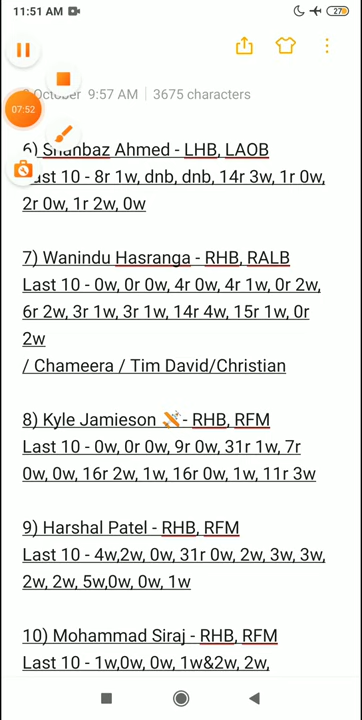 11:51 AM
27
October 9:57 AM | 3675 characters
07:52
6) Shahbaz Ahmed - LHB, LAOB
Last 10 - 8r 1w, dnb, dnb, 14r 3w, 1r 0w,
2r 0w, 1r 2w, 0w
7) Wanindu Hasranga - RHB, RALB
Last 10 - 0w, 0r 0w, 4r 0w, 4r 1w, 0r 2w,
6r 2w, 3r 1w, 3r 1w, 14r 4w, 15r 1w, 0r
2w
/ Chameera / Tim David/Christian
8) Kyle Jamieson - RHB, RFM
Last 10 - 0w, 0r 0w, 9r 0w, 31r 1w, 7r
0w, 0w, 16r 2w, 1w, 16r 0w, 1w, 11r 3w
9) Harshal Patel - RHB, RFM
Last 10 - 4w,2w, 0w, 31r 0w, 2w, 3w, 3w,
2w, 2w, 5w,0w, 0w, 1w
10) Mohammad Siraj - RHB, RFM
Last 10 - 1w,0w, 0w, 1w&2w, 2w,